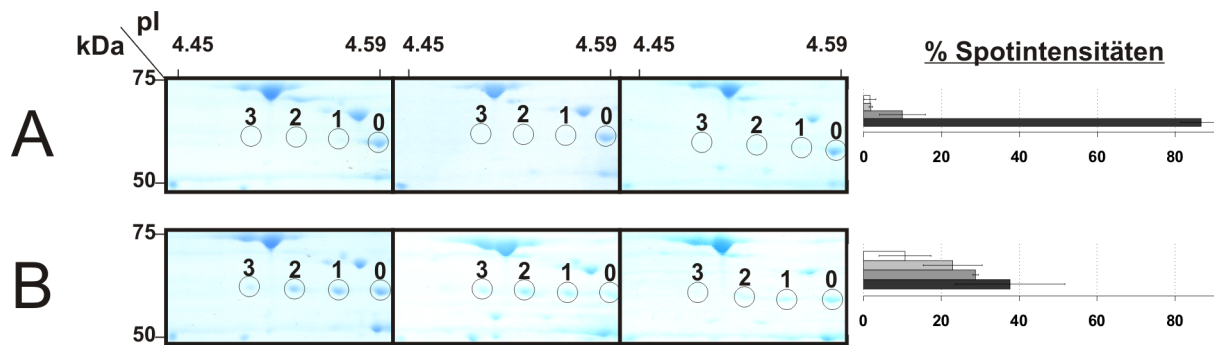 pI
kDa 4.45 4.59 4.45 4.59 4.45 4.59 % Spotintensitäten
75
A 3 2 1 0 3 2 1 0 3 2 1 0
50
0 20 40 60 80
75
B 3 2 1 0 3 2 1 0 3 2 1 0
50
0 20 40 60 80